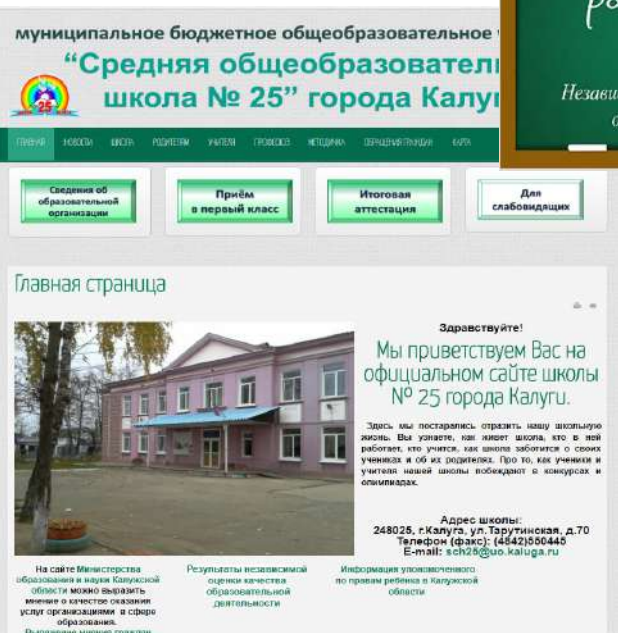 муниципальное бюджетное общеобразовательное
“Средняя
школа № 25” города
25
ГЛАВНАЯ НОВОСТИ ШКОЛА РОДИТЕЛЯМ УЧИТЕЛЯ ПРОФСОЮЗ МЕТОДИЧКА ОБРАЩЕНИЯ ГРАЖДАН КАРТА
Сведения об
образовательной
организации
Приём
в первый класс
Итоговая
аттестация
Для
слабовидящих
Главная страница
Здравствуйте!
Мы приветствуем Вас на
официальном сайте школы
№ 25 города Калуги.
Здесь мы постарались отразить нашу школьную
жизнь. Вы узнаете, как живет школа, кто в ней
работает, кто учится, как школа заботится о своих
учениках и об их родителях. Про то, как ученики и
учителя нашей школы побеждают в конкурсах и
олимпиадах.
Адрес школы:
248025, г.Калуга, ул.Тарутинская, д.70
Телефон (факс): (4842)550445
E-mail: sch25@uo.kaluga.ru
На сайте Министерства
образования и науки Калужской
области можно выразить
мнение о качестве оказания
услуг организациями в сфере
образования.
Выражение мнения граждан
Результаты независимой
оценки качества
образовательной
деятельности
Информация уполномоченного
по правам ребенка в Калужской
области